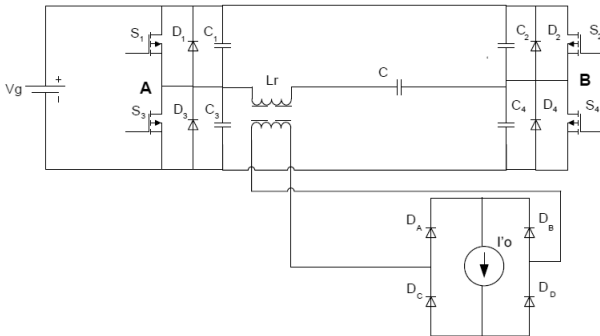 S1 D1 C1 C2 D2 S2
Vg + -
A Lr C B
S3 D3 C3 C4 D4 S4
DA I'o DB
DC DD